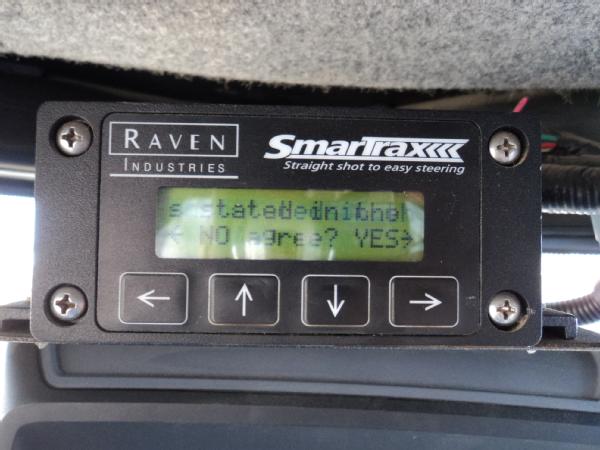 RAVEN
INDUSTRIES
SmarTrax
Straight shot to easy steering
← NO agree? YES→
← ↑ ↓ →